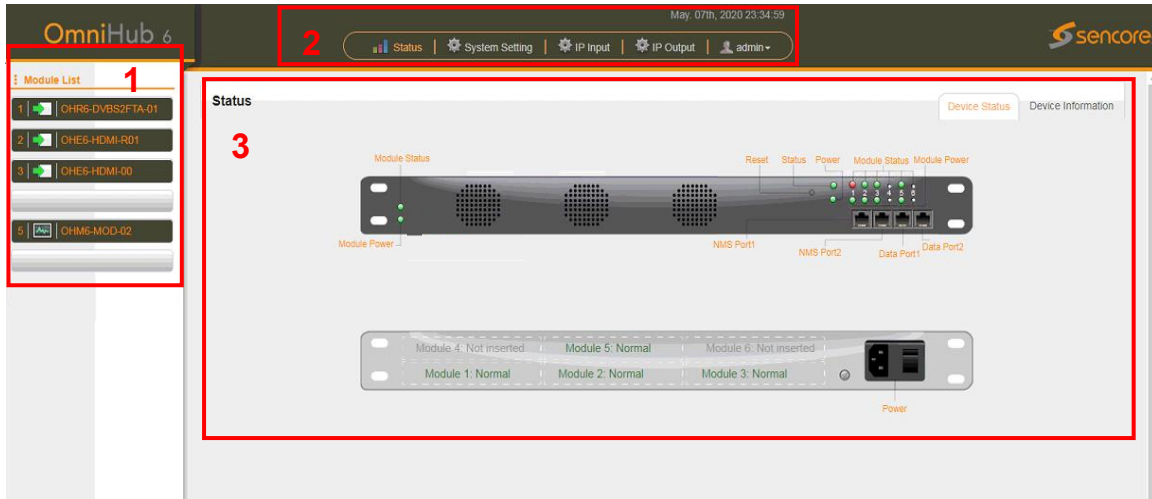 May. 07th, 2020 23:34:59
OmniHub 6
2
Status | System Setting | IP Input | IP Output | admin
sencore
1
Module List
1 OHR6-DVBS2FTA-01
2 OHE6-HDMI-R01
3 OHE6-HDMI-00
5 OHM6-MOD-02
3
Status
Device Status
Device Information
Module Status
Reset Status Power Module Status Module Power
1 2 3 4 5 6
Module Power
NMS Port1
NMS Port2
Data Port1
Data Port2
Module 4: Not inserted
Module 5: Normal
Module 6: Not inserted
Module 1: Normal
Module 2: Normal
Module 3: Normal
Power